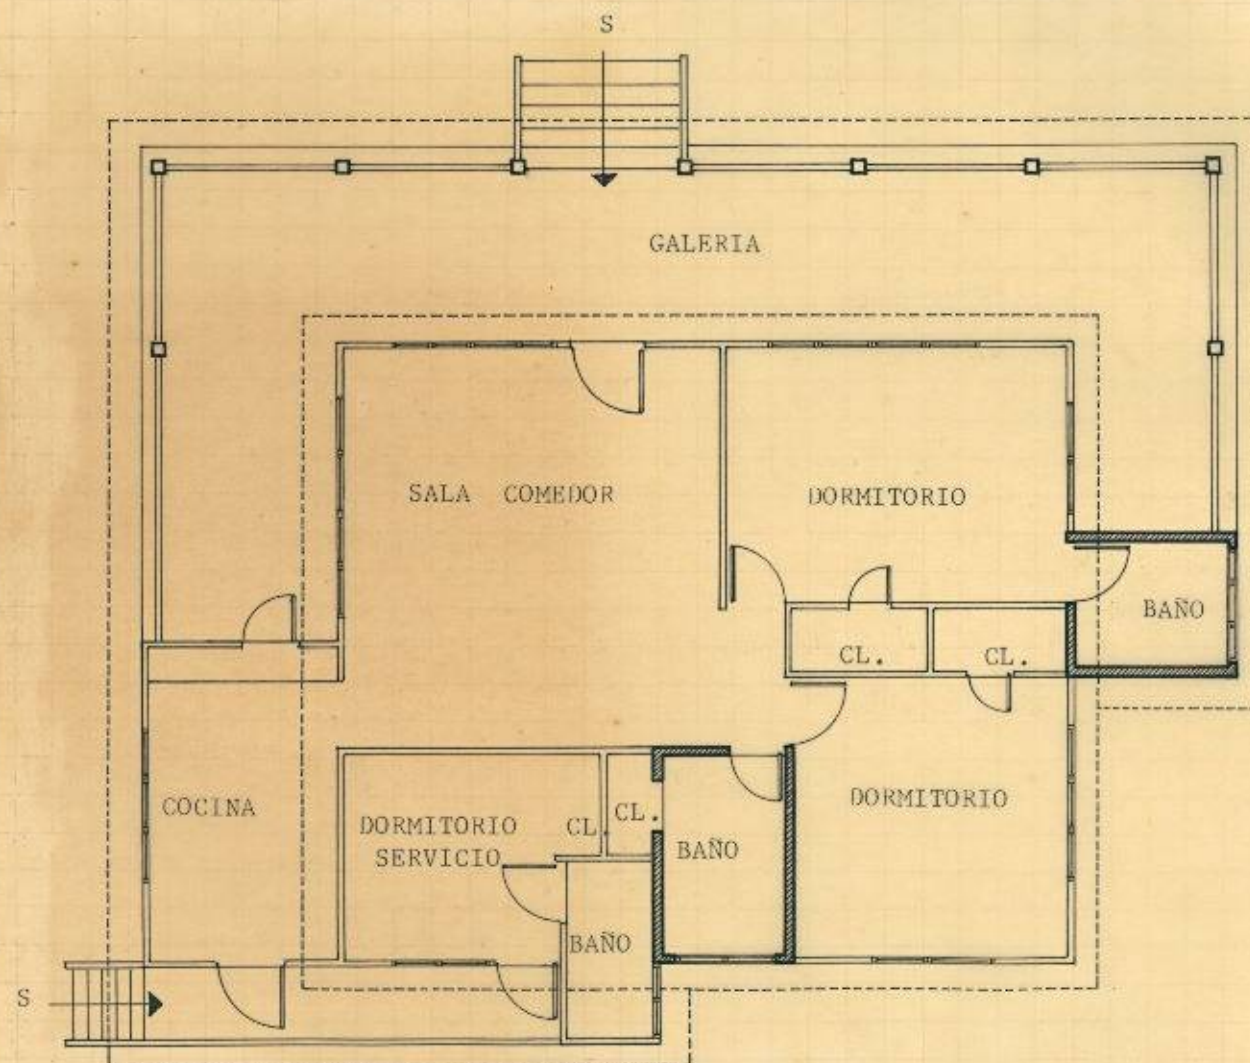 S
GALERIA
SALA COMEDOR
DORMITORIO
BAÑO
CL.
CL.
COCINA
DORMITORIO
SERVICIO
CL.
CL.
BAÑO
DORMITORIO
BAÑO
S